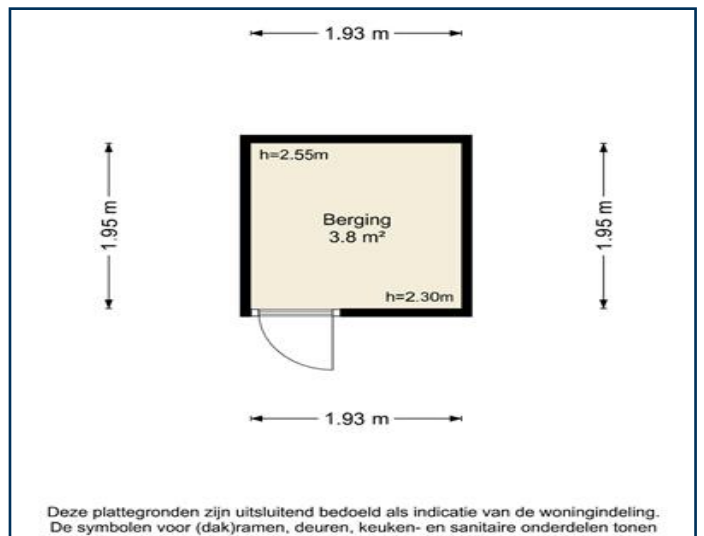 1.93 m
h=2.55m
1.95 m
Berging
3.8 m²
1.95 m
h=2.30m
1.93 m
Deze plattegronden zijn uitsluitend bedoeld als indicatie van de woningindeling.
De symbolen voor (dak)ramen, deuren, keuken- en sanitaire onderdelen tonen